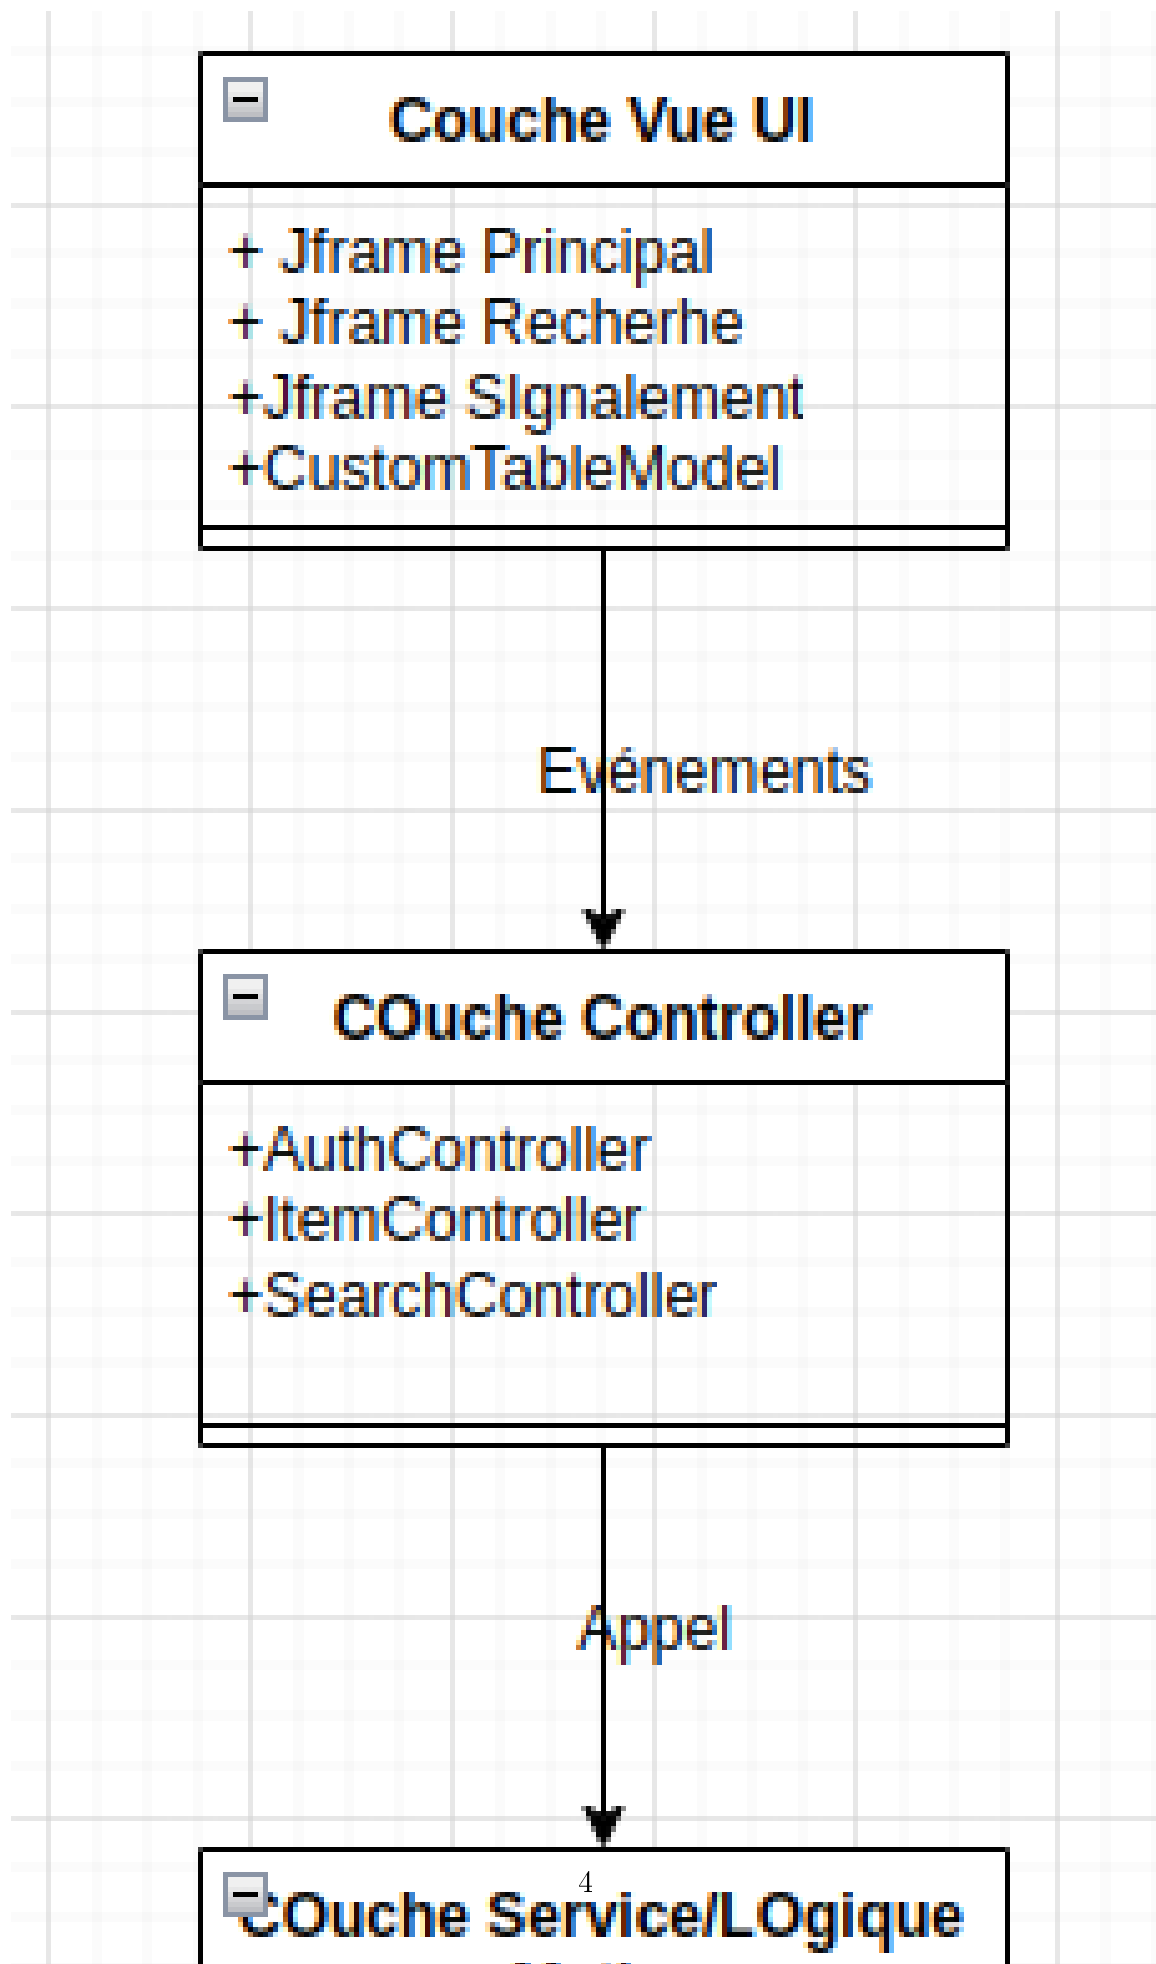 Couche Vue UI
+ Jframe Principal
+ Jframe Recherhe
+Jframe SIgnalement
+CustomTableModel
Evénements
COuche Controller
+AuthController
+ItemController
+SearchController
Appel
4
COuche Service/LOgique